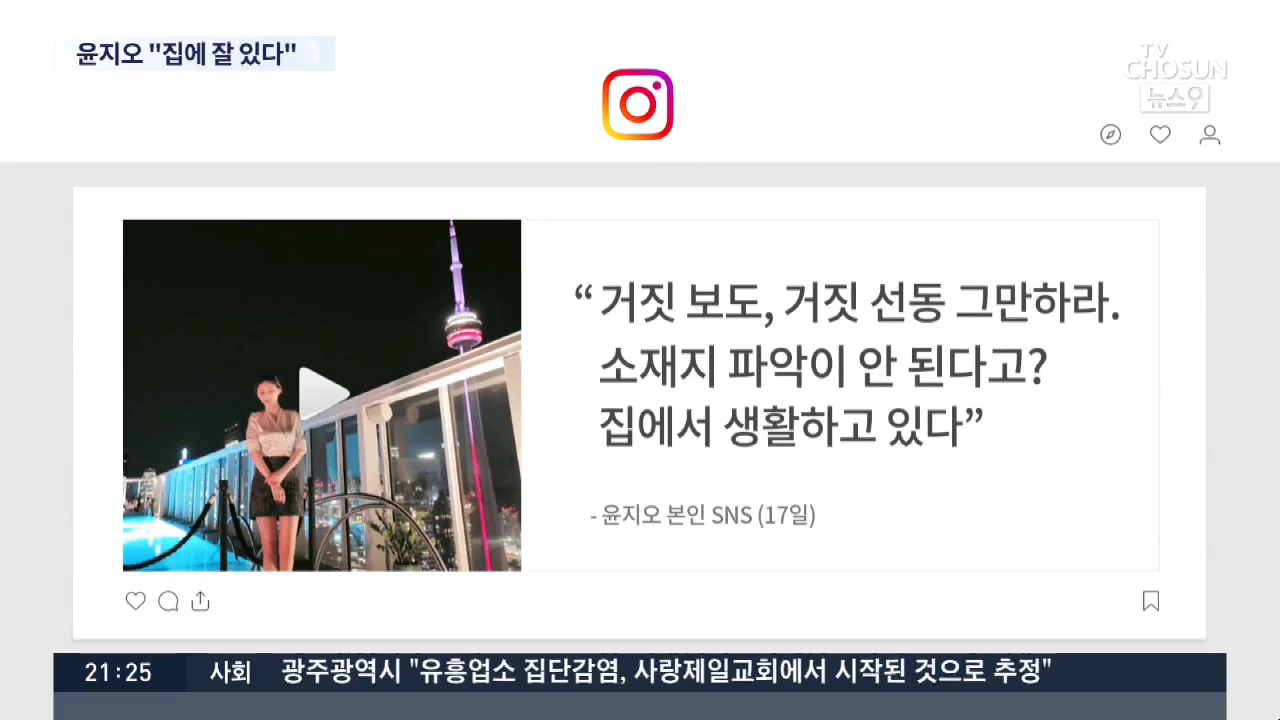 윤지오 "집에 잘 있다"
TV
CHOSUN
뉴스9
“거짓 보도, 거짓 선동 그만하라.
소재지 파악이 안 된다고?
집에서 생활하고 있다”
- 윤지오 본인 SNS (17일)
21:25 사회 광주광역시 "유흥업소 집단감염, 사랑제일교회에서 시작된 것으로 추정"